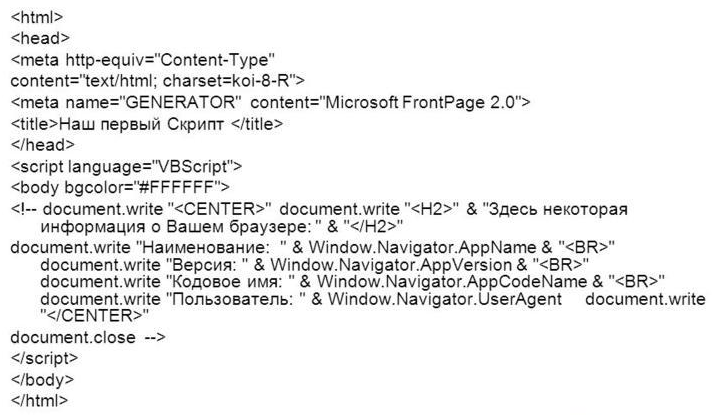 <html>
<head>
<meta http-equiv="Content-Type"
content="text/html; charset=koi-8-R">
<meta name="GENERATOR" content="Microsoft FrontPage 2.0">
<title>Наш первый Скрипт </title>
</head>
<script language="VBScript">
<body bgcolor="#FFFFFF">
<!-- document.write "<CENTER>" document.write "<H2>" & "Здесь некоторая
информация о Вашем браузере: " & "</H2>"
document.write "Наименование: " & Window.Navigator.AppName & "<BR>"
document.write "Версия: " & Window.Navigator.AppVersion & "<BR>"
document.write "Кодовое имя: " & Window.Navigator.AppCodeName & "<BR>"
document.write "Пользователь: " & Window.Navigator.UserAgent document.write
"</CENTER>"
document.close -->
</script>
</body>
</html>